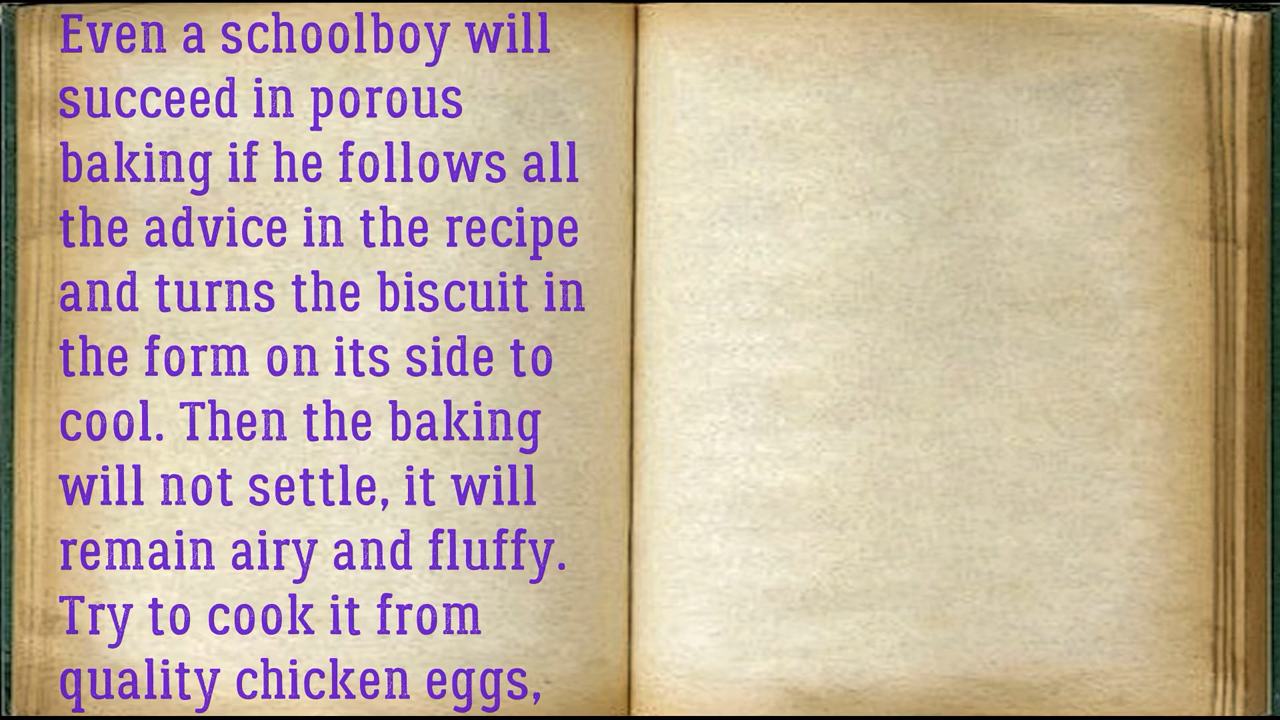 Even a schoolboy will
succeed in porous
baking if he follows all
the advice in the recipe
and turns the biscuit in
the form on its side to
cool. Then the baking
will not settle, it will
remain airy and fluffy.
Try to cook it from
quality chicken eggs,